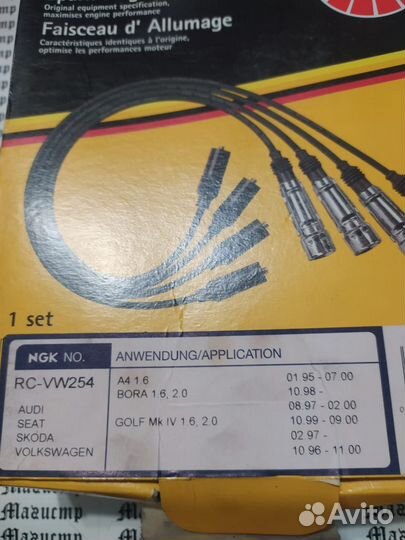 Original equipment specification,
maximises engine performance
Faisceau d' Allumage
Caractéristiques identiques à l'origine,
optimise les performances moteur
1 set
NGK NO. ANWENDUNG/APPLICATION
RC-VW254 A4 1.6 01.95 - 07.00
BORA 1.6, 2.0 10.98 -
AUDI 08.97 - 02.00
SEAT GOLF Mk IV 1.6, 2.0 10.99 - 09.00
SKODA 02.97 -
VOLKSWAGEN 10.96 - 11.00
Магистр
Avito